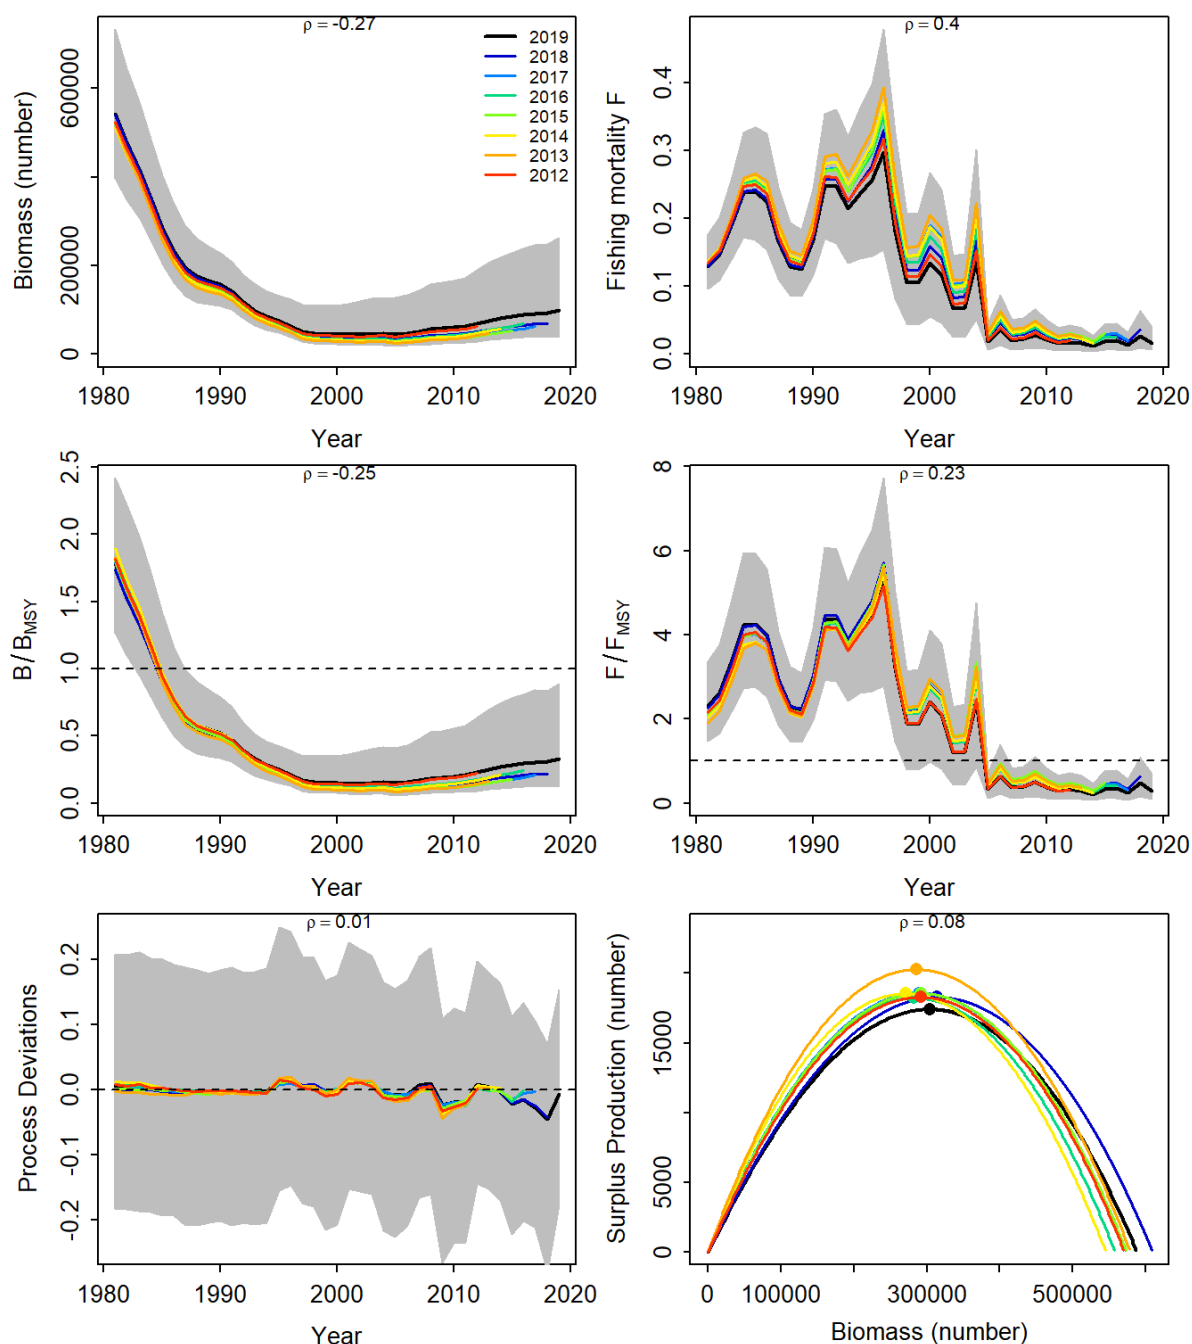 ρ = -0.27
Biomass (number)
600000
200000
0
2019
2018
2017
2016
2015
2014
2013
2012
1980 1990 2000 2010 2020
Year
ρ = 0.4
Fishing mortality F
0.4
0.3
0.2
0.1
0.0
1980 1990 2000 2010 2020
Year
ρ = -0.25
B/BMSY
2.5
2.0
1.5
1.0
0.5
0.0
1980 1990 2000 2010 2020
Year
ρ = 0.23
F/FMSY
8
6
4
2
0
1980 1990 2000 2010 2020
Year
ρ = 0.01
Process Deviations
0.2
0.1
0.0
-0.1
-0.2
1980 1990 2000 2010 2020
Year
ρ = 0.08
Surplus Production (number)
15000
5000
0
0 100000 300000 500000
Biomass (number)